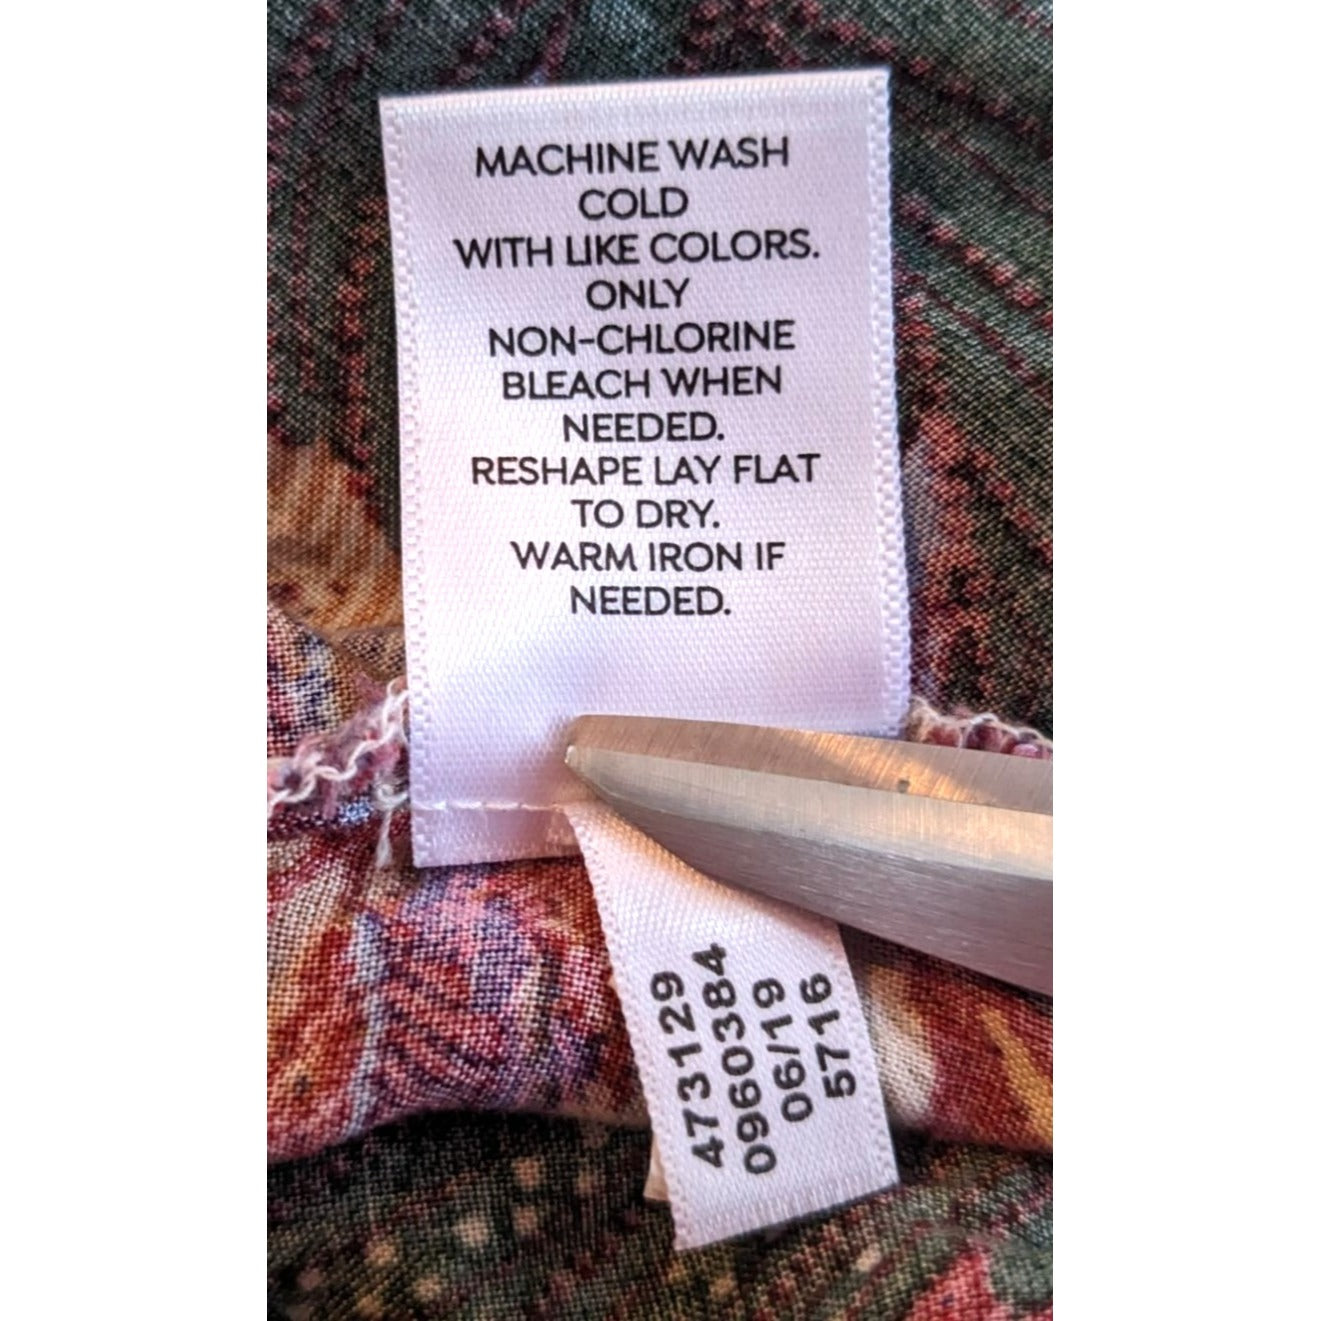 MACHINE WASH
COLD
WITH LIKE COLORS.
ONLY
NON-CHLORINE
BLEACH WHEN
NEEDED.
RESHAPE LAY FLAT
TO DRY.
WARM IRON IF
NEEDED.
473129
0960384
06/19
5716